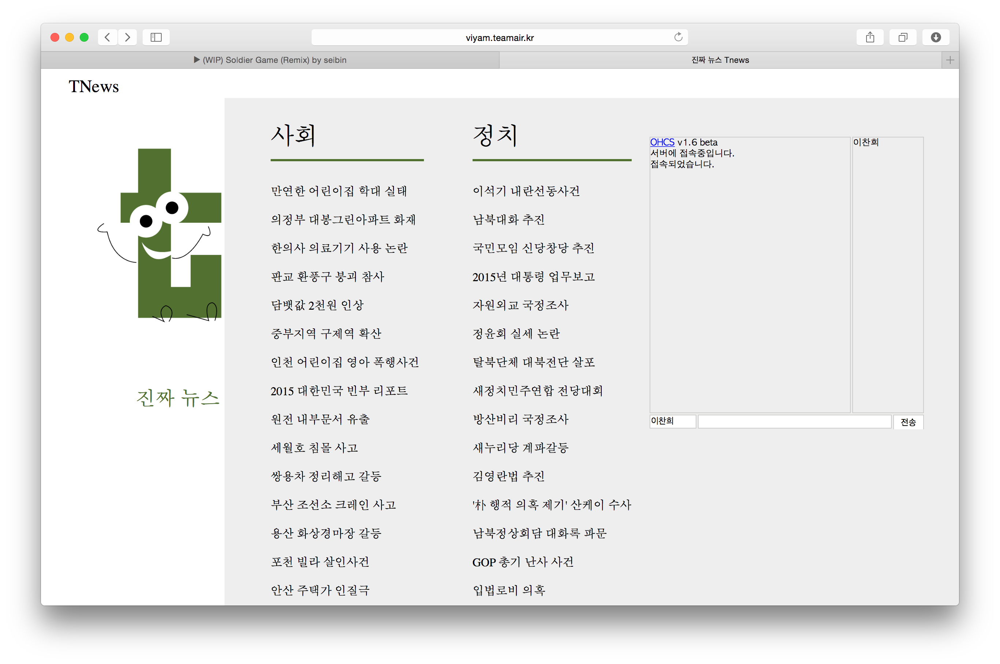 viyam.teamair.kr
▶ (WIP) Soldier Game (Remix) by seibin
진짜 뉴스 Tnews
TNews
진짜 뉴스
사회
만연한 어린이집 학대 실태
의정부 대봉그린아파트 화재
한의사 의료기기 사용 논란
판교 환풍구 붕괴 참사
담뱃값 2천원 인상
중부지역 구제역 확산
인천 어린이집 영아 폭행사건
2015 대한민국 빈부 리포트
원전 내부문서 유출
세월호 침몰 사고
쌍용차 정리해고 갈등
부산 조선소 크레인 사고
용산 화상경마장 갈등
포천 빌라 살인사건
안산 주택가 인질극
정치
이석기 내란선동사건
남북대화 추진
국민모임 신당창당 추진
2015년 대통령 업무보고
자원외교 국정조사
정윤회 실세 논란
탈북단체 대북전단 살포
새정치민주연합 전당대회
방산비리 국정조사
새누리당 계파갈등
김영란법 추진
'朴 행적 의혹 제기' 산케이 수사
남북정상회담 대화록 파문
GOP 총기 난사 사건
입법로비 의혹
OHCS v1.6 beta
서버에 접속중입니다.
접속되었습니다.
이찬희
이찬희
전송